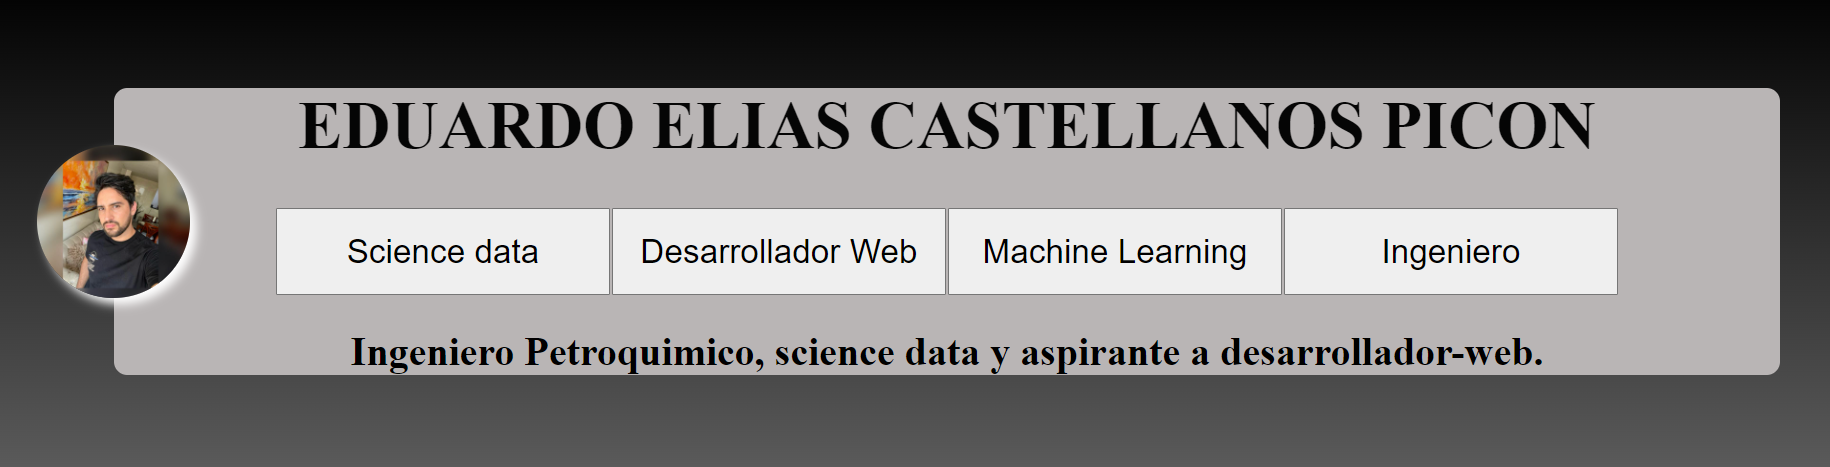 EDUARDO ELIAS CASTELLANOS PICON
Science data Desarrollador Web Machine Learning Ingeniero
Ingeniero Petroquimico, science data y aspirante a desarrollador-web.